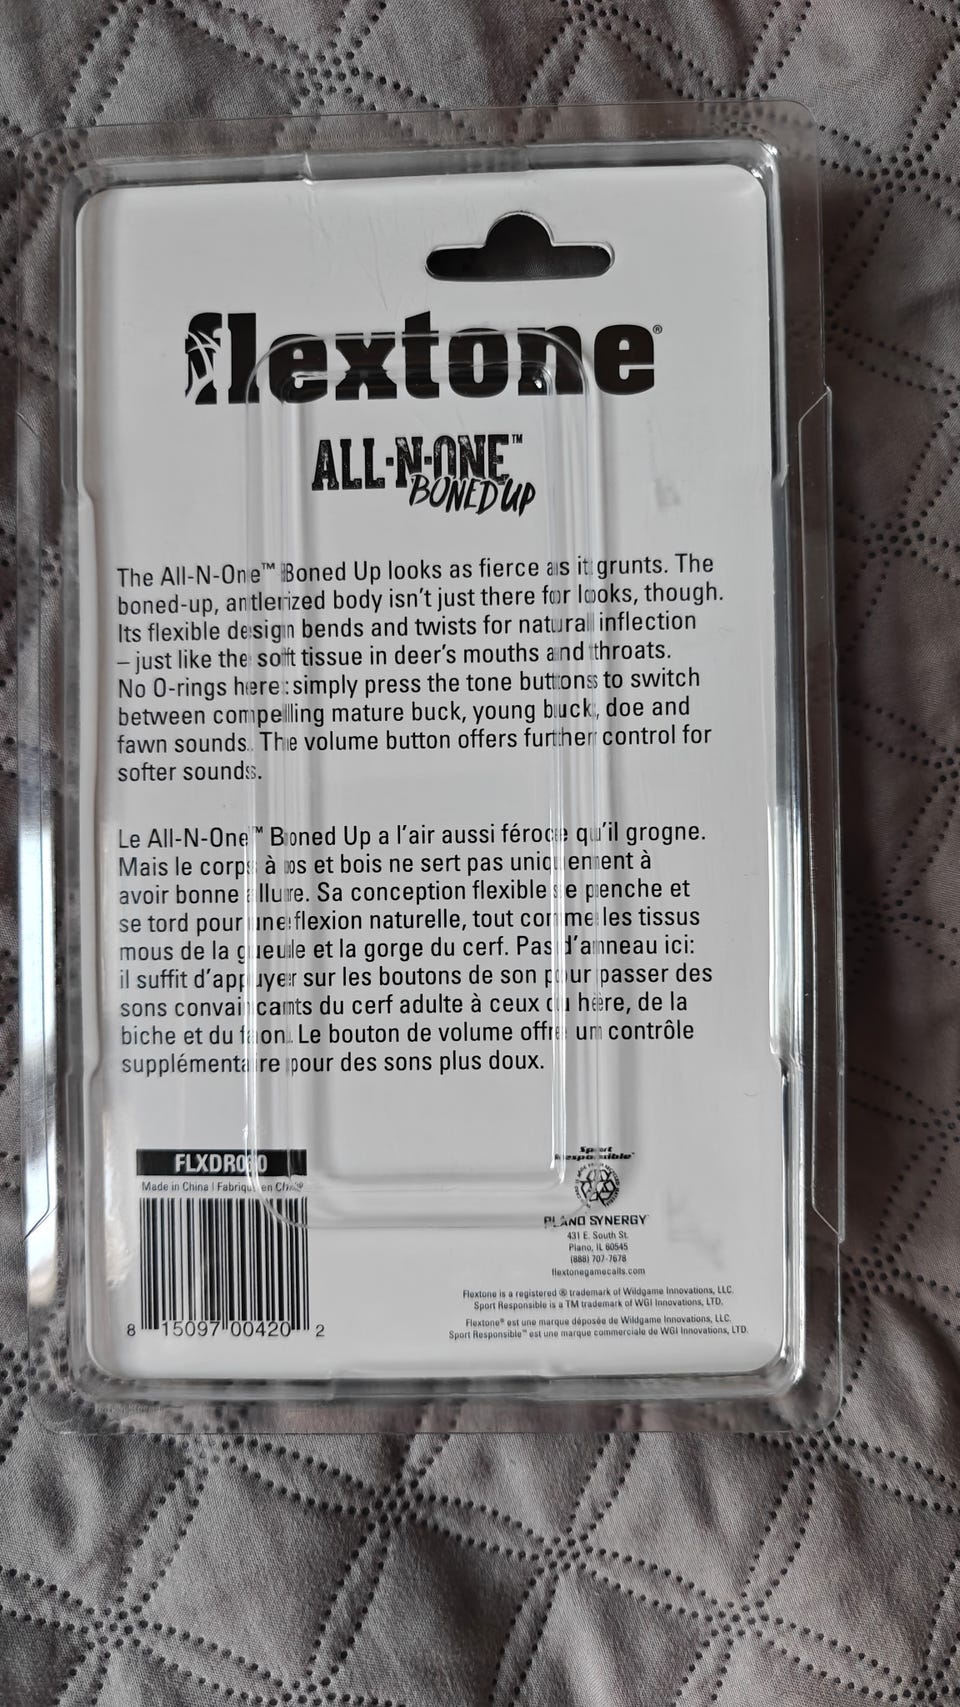 flextone®
ALL-N-ONE™
BONED UP
The All-N-One™ Boned Up looks as fierce as it grunts. The
boned-up, antlerized body isn't just there for looks, though.
Its flexible design bends and twists for natural inflection
– just like the soft tissue in deer's mouths and throats.
No O-rings here: simply press the tone buttons to switch
between compelling mature buck, young buck, doe and
fawn sounds. The volume button offers further control for
softer sounds.
Le All-N-One™ Boned Up a l'air aussi féroce qu'il grogne.
Mais le corps à os et bois ne sert pas uniquement à
avoir bonne allure. Sa conception flexible se penche et
se tord pour une flexion naturelle, tout comme les tissus
mous de la gueule et la gorge du cerf. Pas d'anneau ici:
il suffit d'appuyer sur les boutons de son pour passer des
sons convaincants du cerf adulte à ceux du hère, de la
biche et du faon. Le bouton de volume offre un contrôle
supplémentaire pour des sons plus doux.
Made in China | Fabriqué en Chine
8 15097 00420 2
Sport
Responsible™
PLANO SYNERGY™
431 E. South St.
Plano, IL 60545
(888) 707-7678
flextonegamecalls.com
Flextone is a registered ® trademark of Wildgame Innovations, LLC.
Sport Responsible is a TM trademark of WGI Innovations, LTD.
Flextone® est une marque déposée de Wildgame Innovations, LLC.
Sport Responsible™ est une marque commerciale de WGI Innovations, LTD.